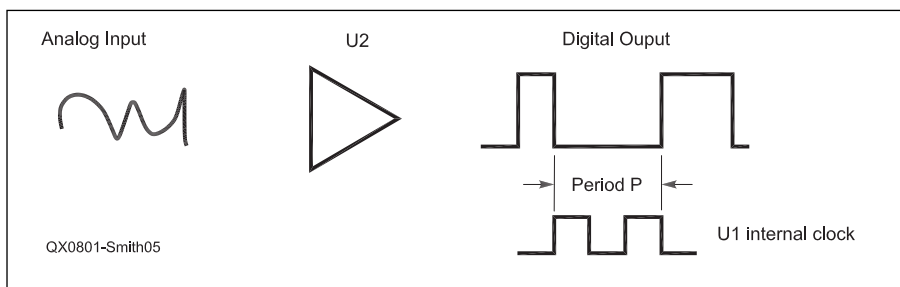 Analog Input
U2
Digital Ouput
Period P
U1 internal clock
QX0801-Smith05